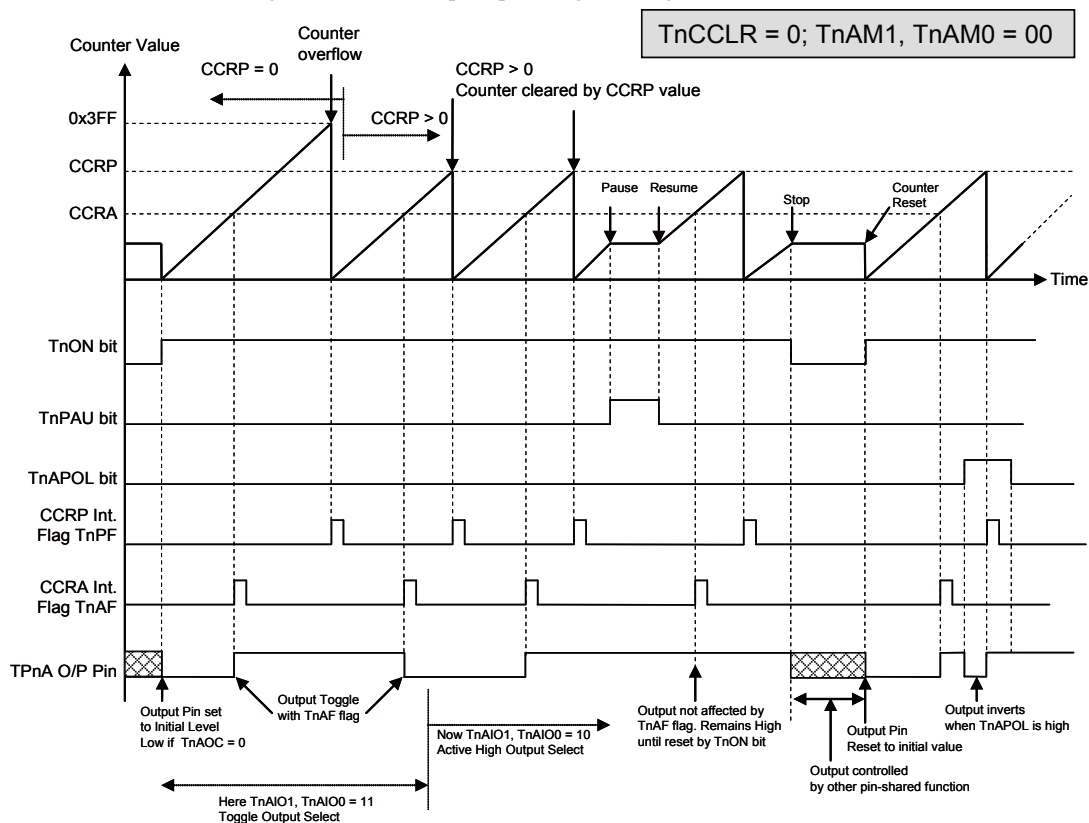 TnCCLR = 0; TnAM1, TnAM0 = 00
Counter Value
Counter
overflow
CCRP = 0
CCRP > 0
CCRP > 0
Counter cleared by CCRP value
0x3FF
CCRP
CCRA
Pause
Resume
Stop
Counter
Reset
Time
TnON bit
TnPAU bit
TnAPOL bit
CCRP Int.
Flag TnPF
CCRA Int.
Flag TnAF
TPnA O/P Pin
Output Pin set
to Initial Level
Low if TnAOC = 0
Output Toggle
with TnAF flag
Now TnAIO1, TnAIO0 = 10
Active High Output Select
Here TnAIO1, TnAIO0 = 11
Toggle Output Select
Output not affected by
TnAF flag. Remains High
until reset by TnON bit
Output Pin
Reset to initial value
Output controlled
by other pin-shared function
Output inverts
when TnAPOL is high